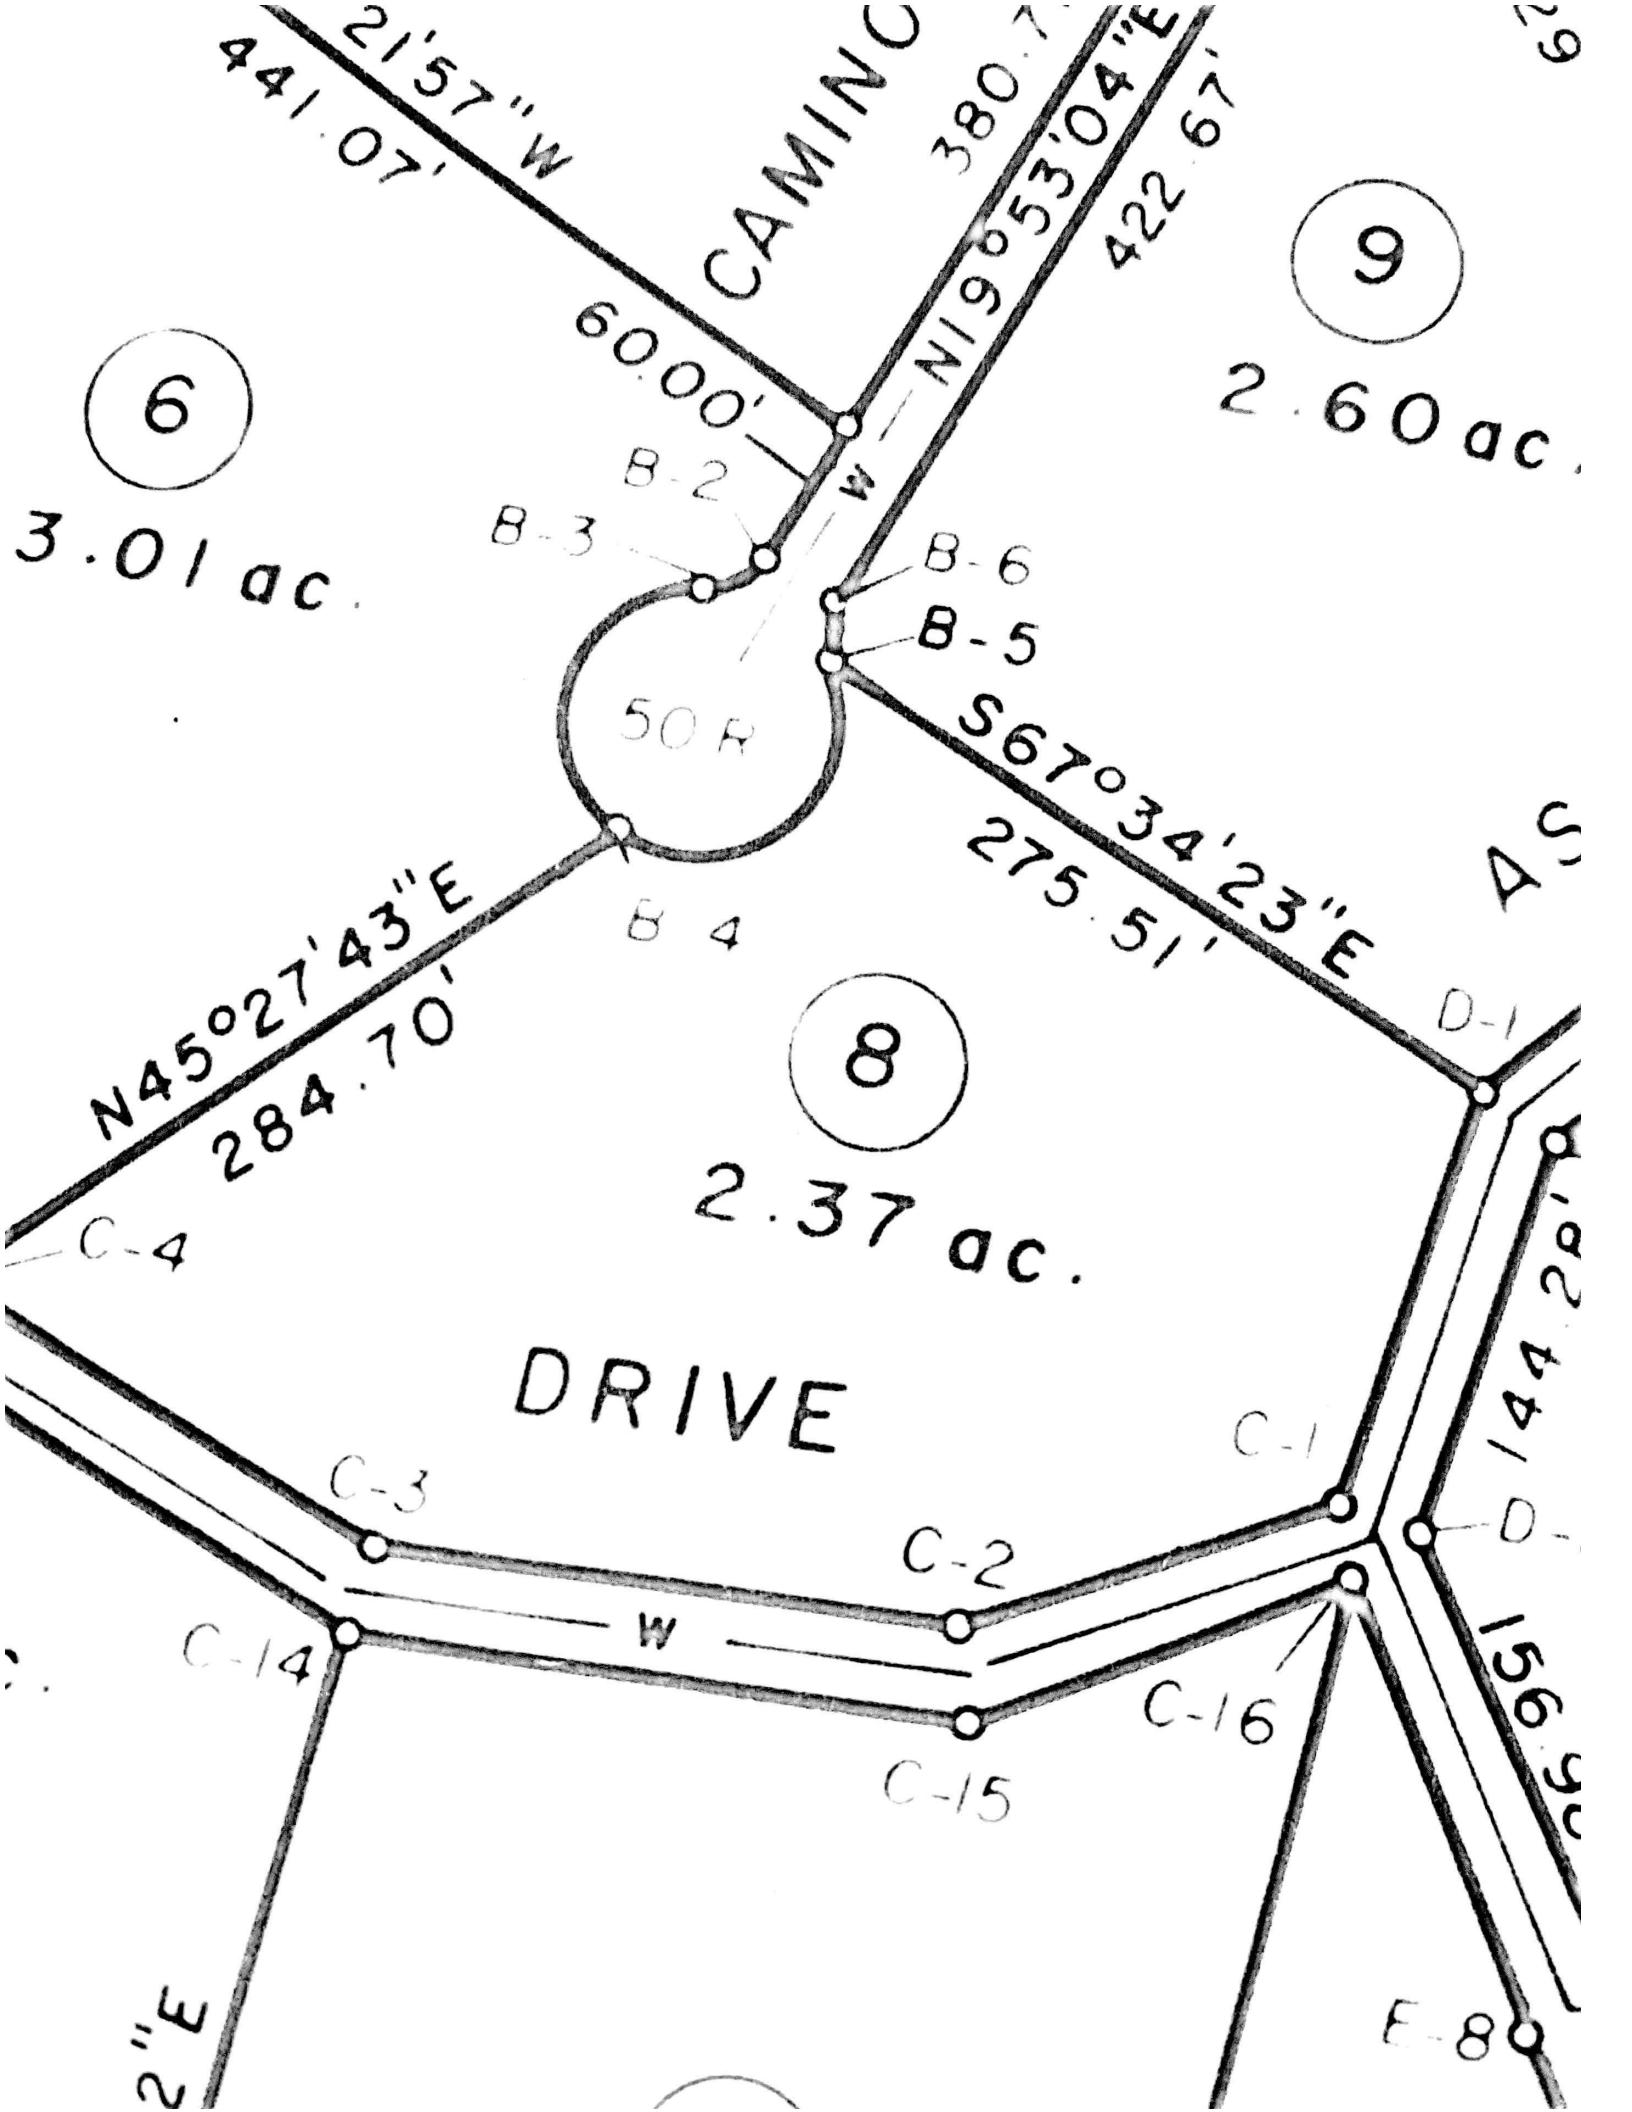 21'57"W
441.07'
CAMINO
380.7
N19°53'04"E
422.67'
29
9
2.60 ac.
6
3.01 ac.
60.00'
B-2
B-3
W
B-6
B-5
50 R
S67°34'23"E
275.51'
AS
N45°27'43"E
284.70'
B 4
D-1
8
2.37 ac.
C-4
144.28'
DRIVE
C-1
C-3
C-2
D-
W
C-14
C-16
156.90
C-15
E-8
2"E